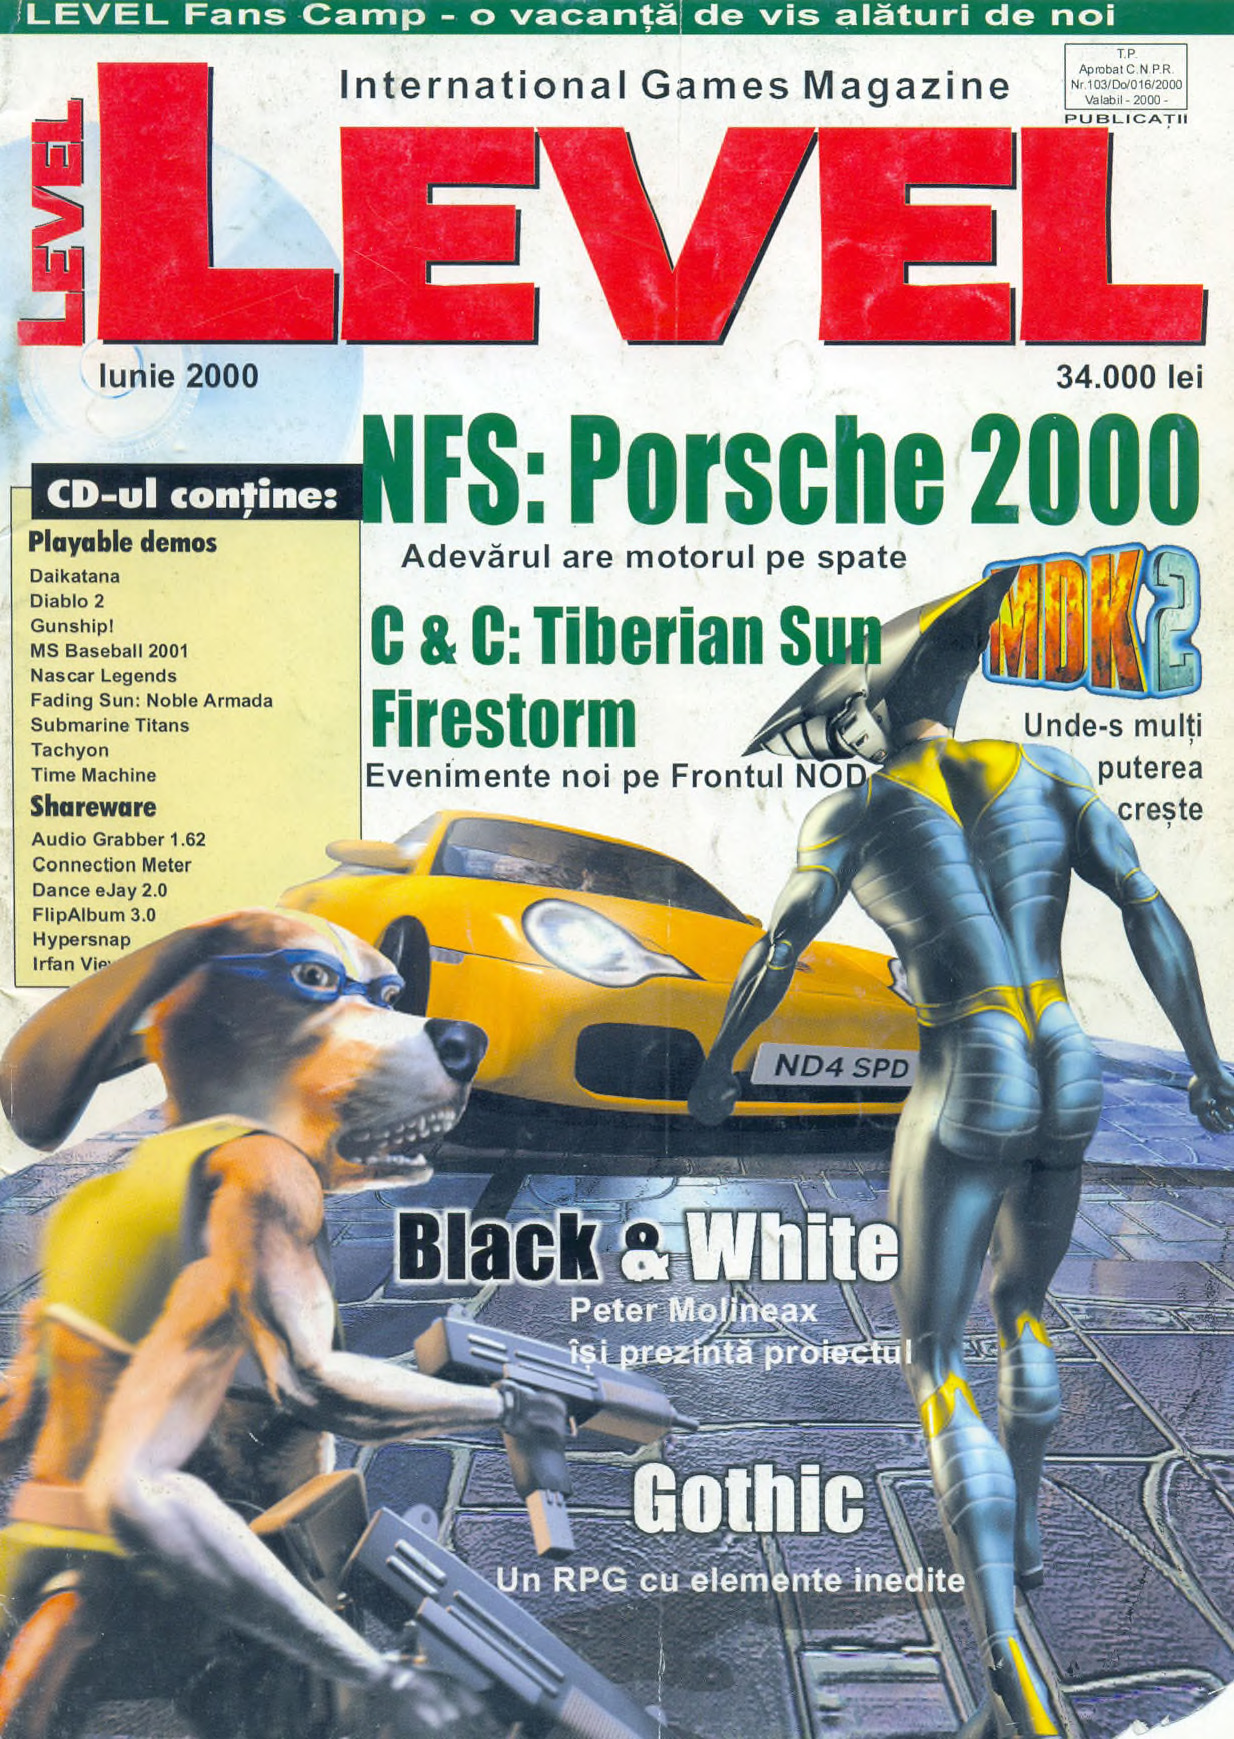 LEVEL Fans Camp - o vacanță de vis alături de noi
International Games Magazine
T.P.
Aprobat C.N.P.R.
Nr.103/Do/016/2000
Valabil - 2000 -
PUBLICAȚII
LEVEL
LEVEL
Iunie 2000
34.000 lei
NFS: Porsche 2000
Adevărul are motorul pe spate
CD-ul conține:
Playable demos
Daikatana
Diablo 2
Gunship!
MS Baseball 2001
Nascar Legends
Fading Sun: Noble Armada
Submarine Titans
Tachyon
Time Machine
Shareware
Audio Grabber 1.62
Connection Meter
Dance eJay 2.0
FlipAlbum 3.0
Hypersnap
Irfan
C & C: Tiberian Sun
Firestorm
Evenimente noi pe Frontul NOD
MDK2
Unde-s mulți
puterea
crește
ND4 SPD
Black & White
Peter Molineax
își prezintă proiectul
Gothic
Un RPG cu elemente inedite